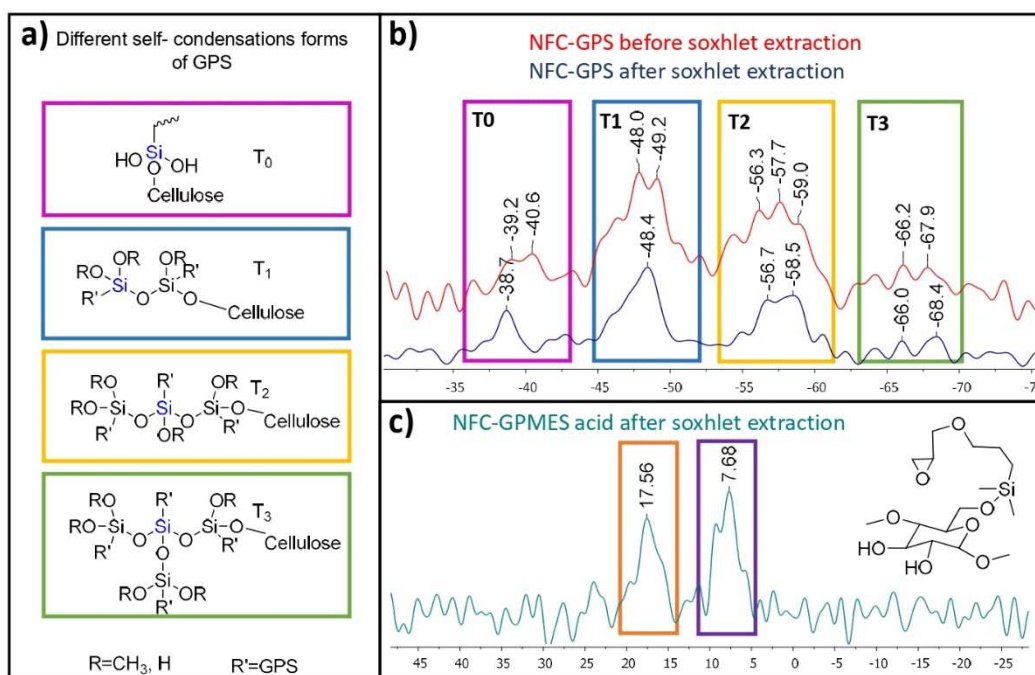 a) Different self- condensations forms
of GPS
HO Si OH T0
O
Cellulose
RO OR OR T1
Si Si R'
R' O O Cellulose
RO R' OR T2
RO Si Si Si O
R' O OR O R' Cellulose
RO R' OR T3
RO Si Si Si O
R' O O O R' Cellulose
Si
RO R' OR
R=CH3, H R'=GPS
b) NFC-GPS before soxhlet extraction
NFC-GPS after soxhlet extraction
T0 T1 T2 T3
-39.2 -40.6 -48.0 -49.2 -56.3 -57.7 -59.0 -66.2 -67.9
-38.7 -48.4 -56.7 -58.5 -66.0 -68.4
-35 -40 -45 -50 -55 -60 -65 -70 -7
c) NFC-GPMES acid after soxhlet extraction
17.56 7.68
O O Si O O O HO HO O
45 40 35 30 25 20 15 10 5 0 -5 -10 -15 -20 -25